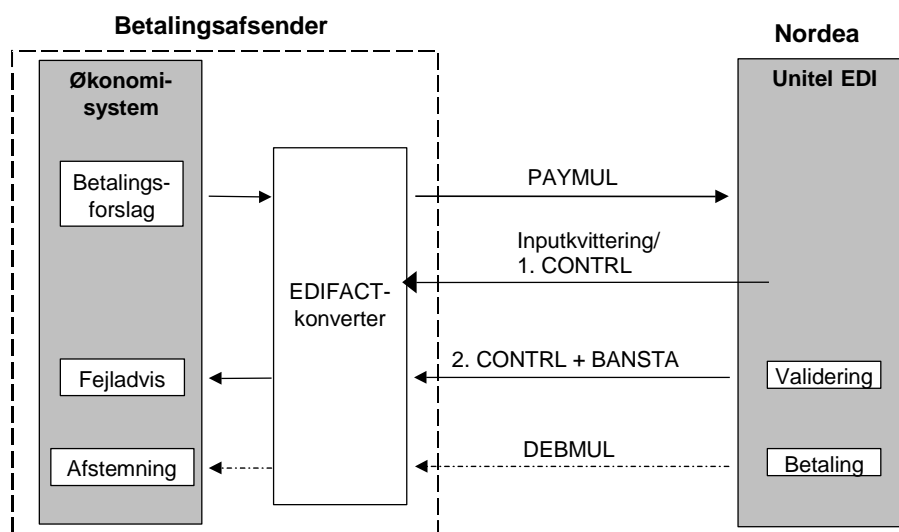 Betalingsafsender
Nordea
Økonomi-
system
Unitel EDI
Betalings-
forslag
PAYMUL
Inputkvittering/
1. CONTRL
EDIFACT-
konverter
2. CONTRL + BANSTA
Fejladvis
Validering
DEBMUL
Afstemning
Betaling